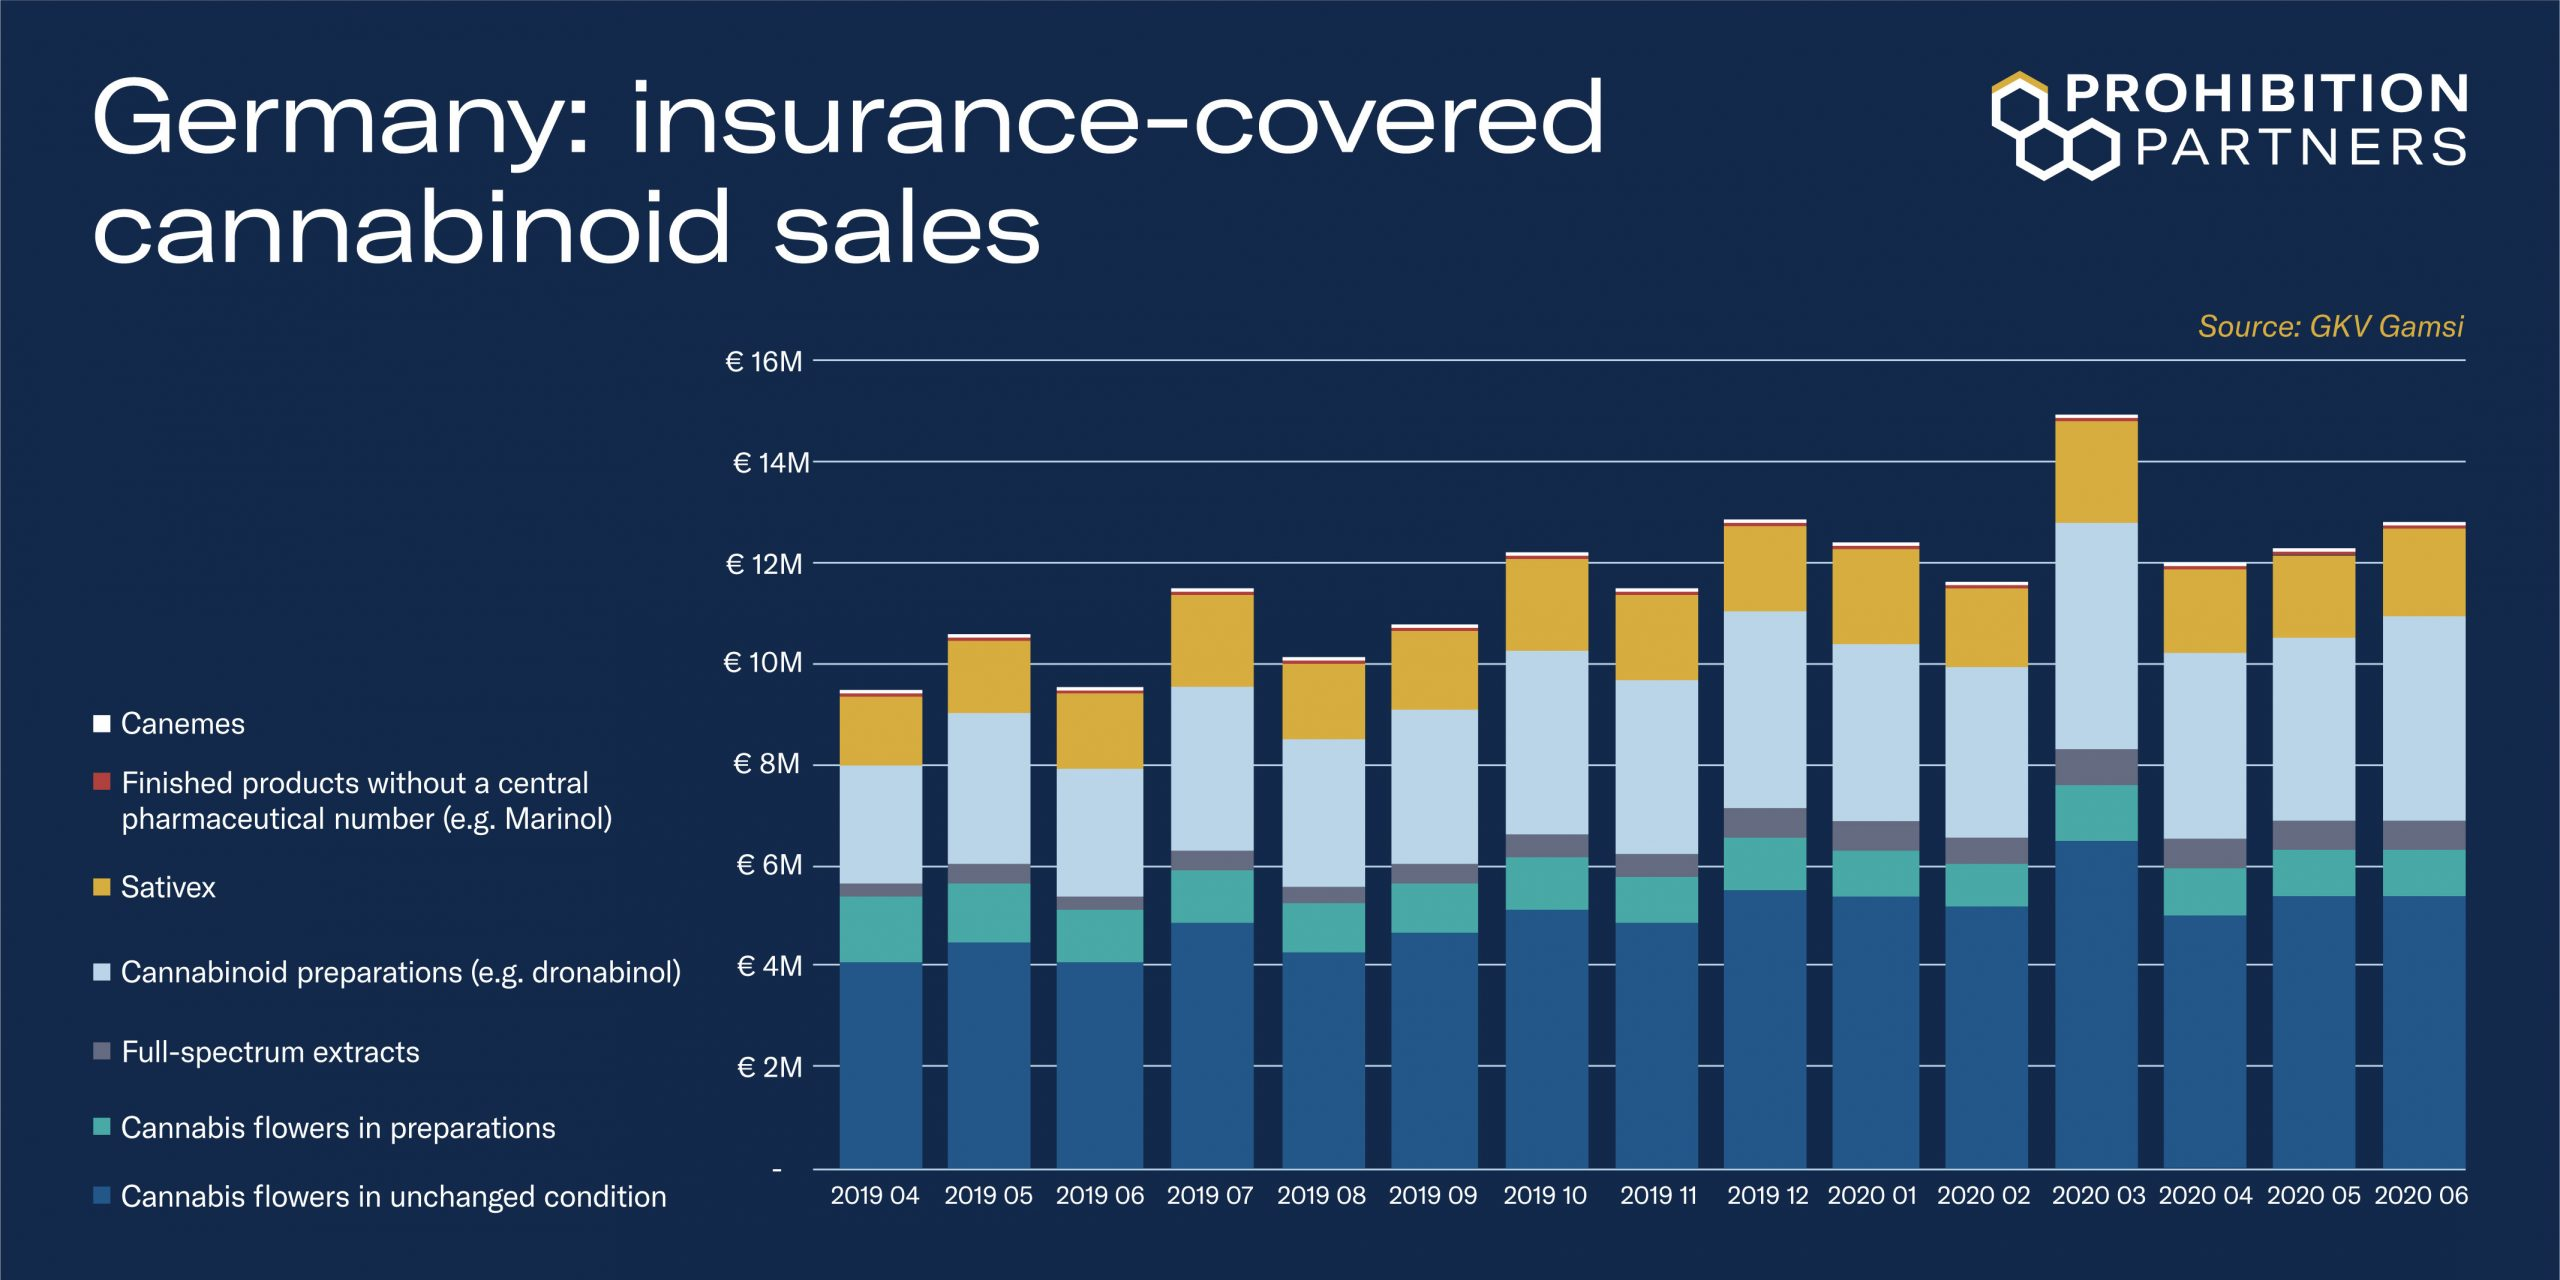 Germany: insurance-covered
cannabinoid sales
PROHIBITION
PARTNERS
Source: GKV Gamsi
€ 16M
€ 14M
€ 12M
€ 10M
€ 8M
€ 6M
€ 4M
€ 2M
-
Canemes
Finished products without a central
pharmaceutical number (e.g. Marinol)
Sativex
Cannabinoid preparations (e.g. dronabinol)
Full-spectrum extracts
Cannabis flowers in preparations
Cannabis flowers in unchanged condition
2019 04 2019 05 2019 06 2019 07 2019 08 2019 09 2019 10 2019 11 2019 12 2020 01 2020 02 2020 03 2020 04 2020 05 2020 06